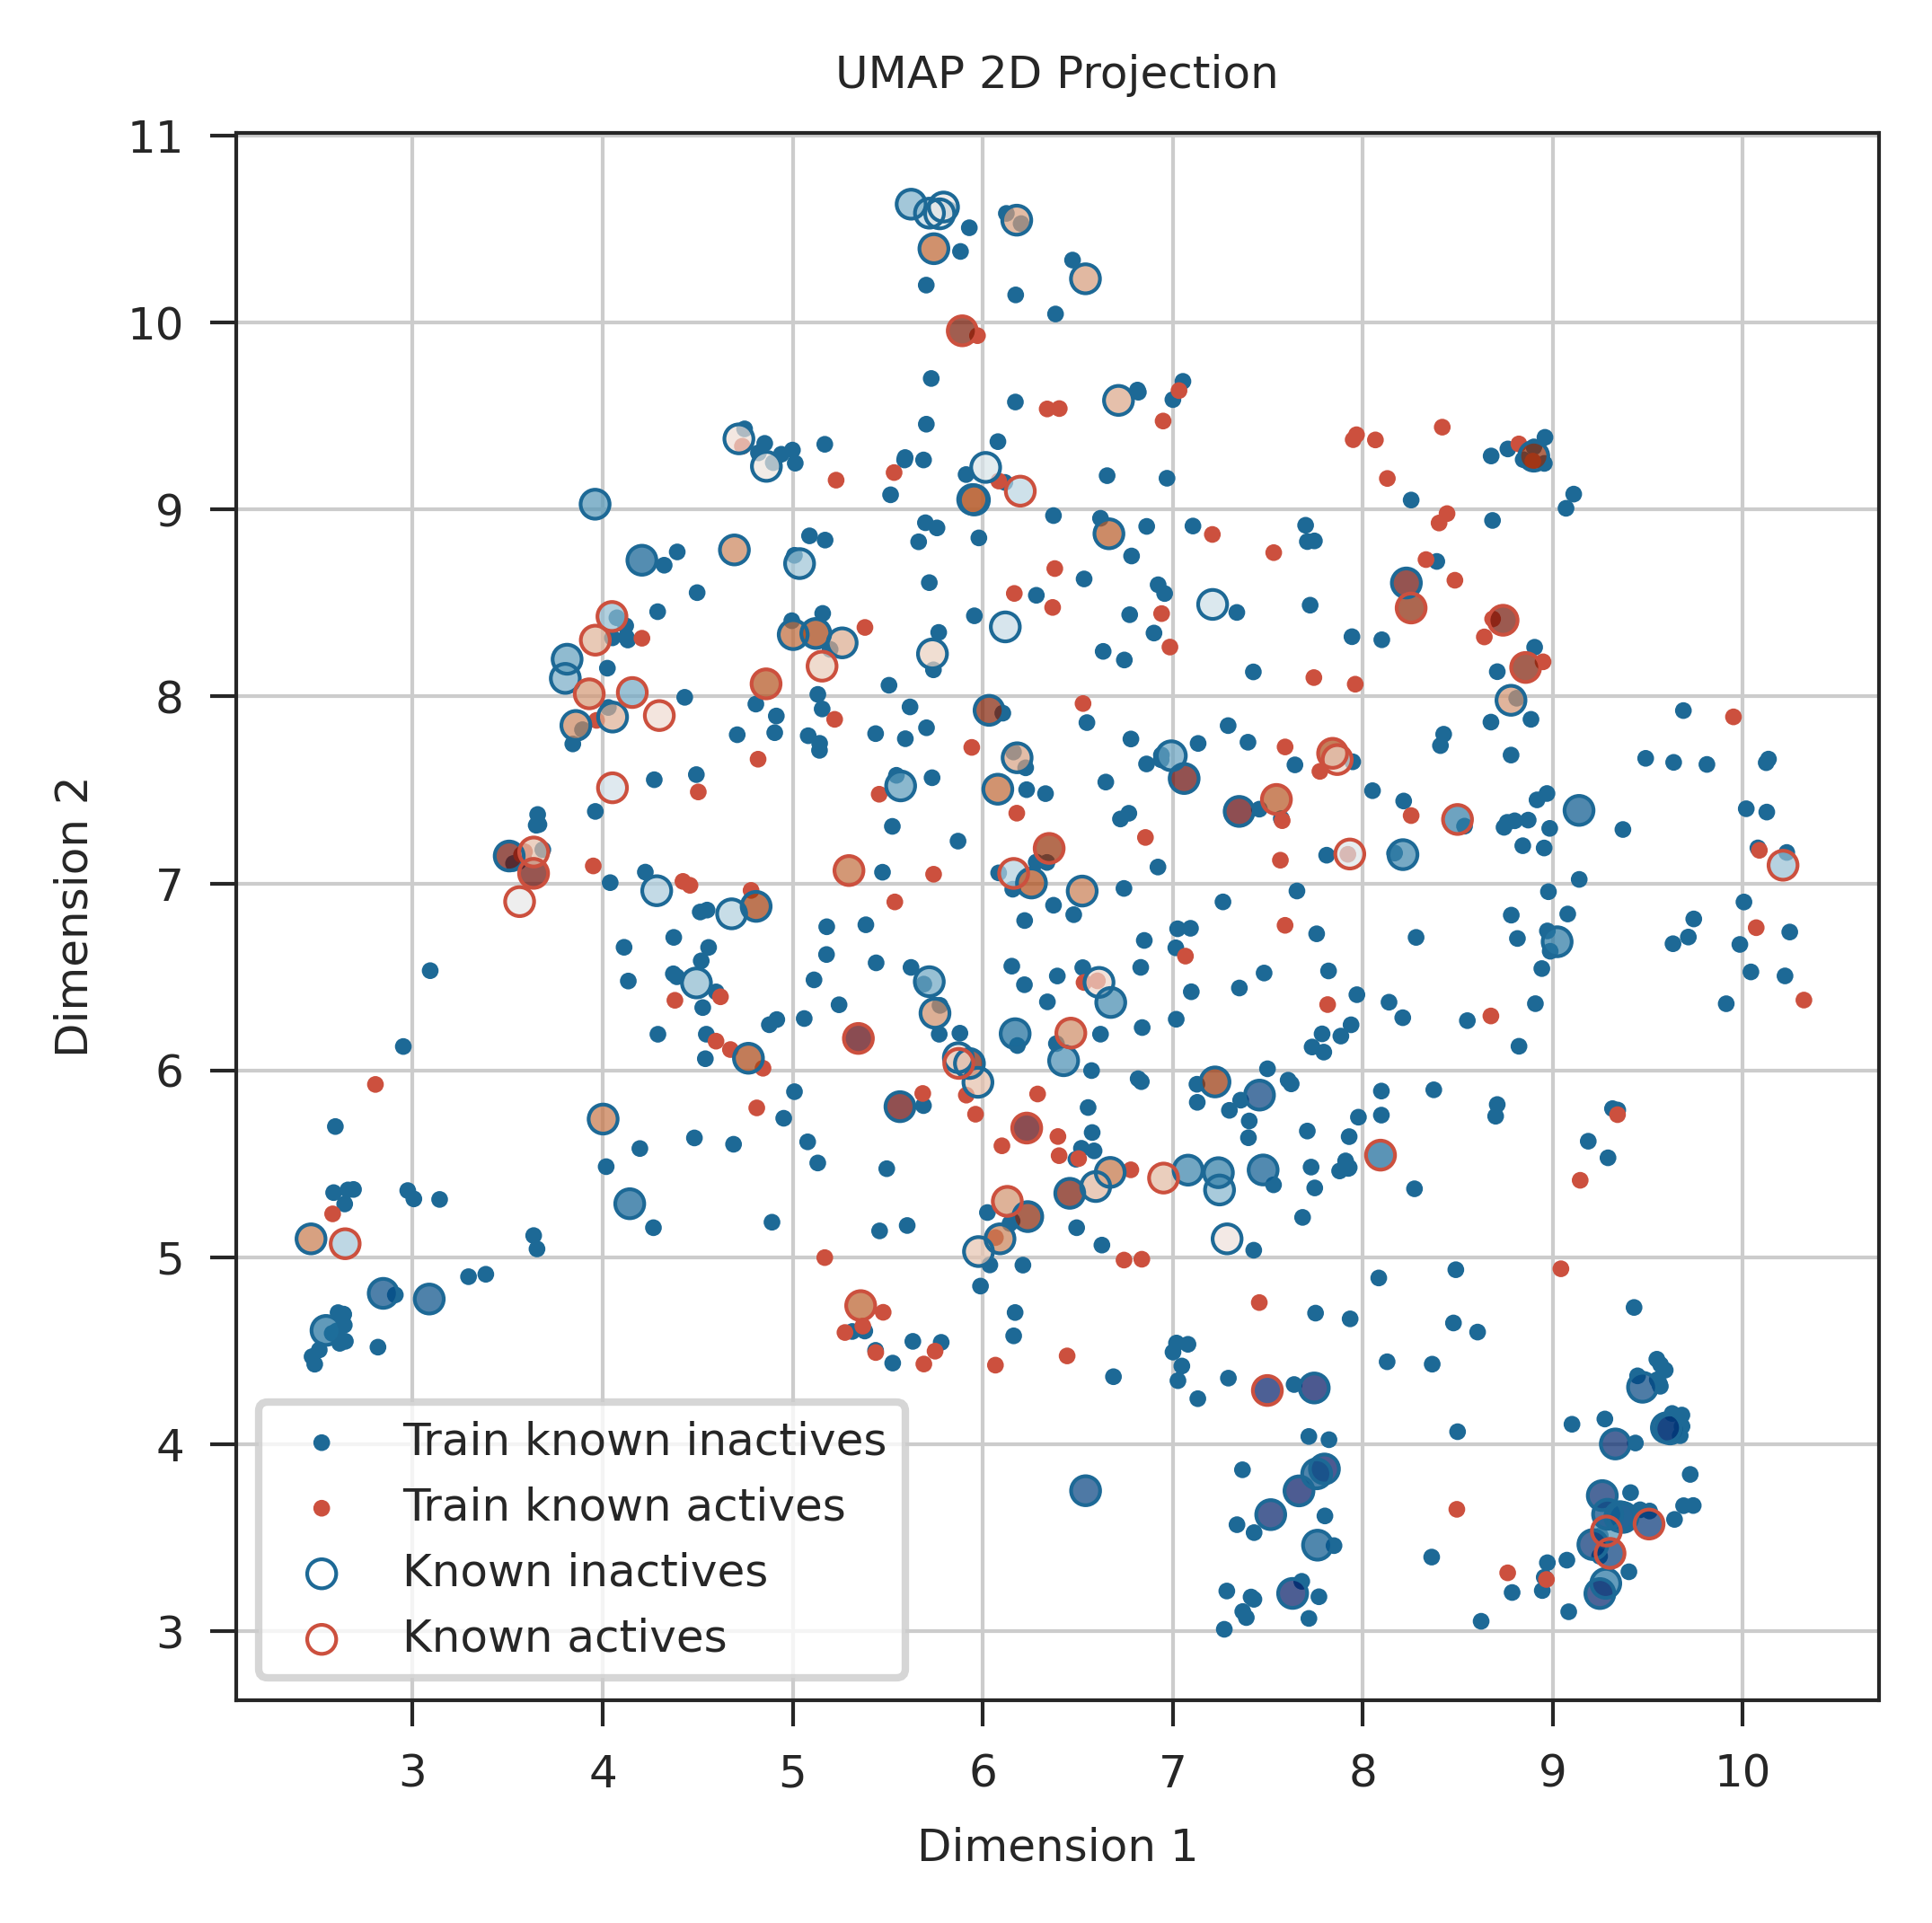 UMAP 2D Projection
11
10
9
8
7
6
5
4
3
Dimension 2
Train known inactives
Train known actives
Known inactives
Known actives
3 4 5 6 7 8 9 10
Dimension 1